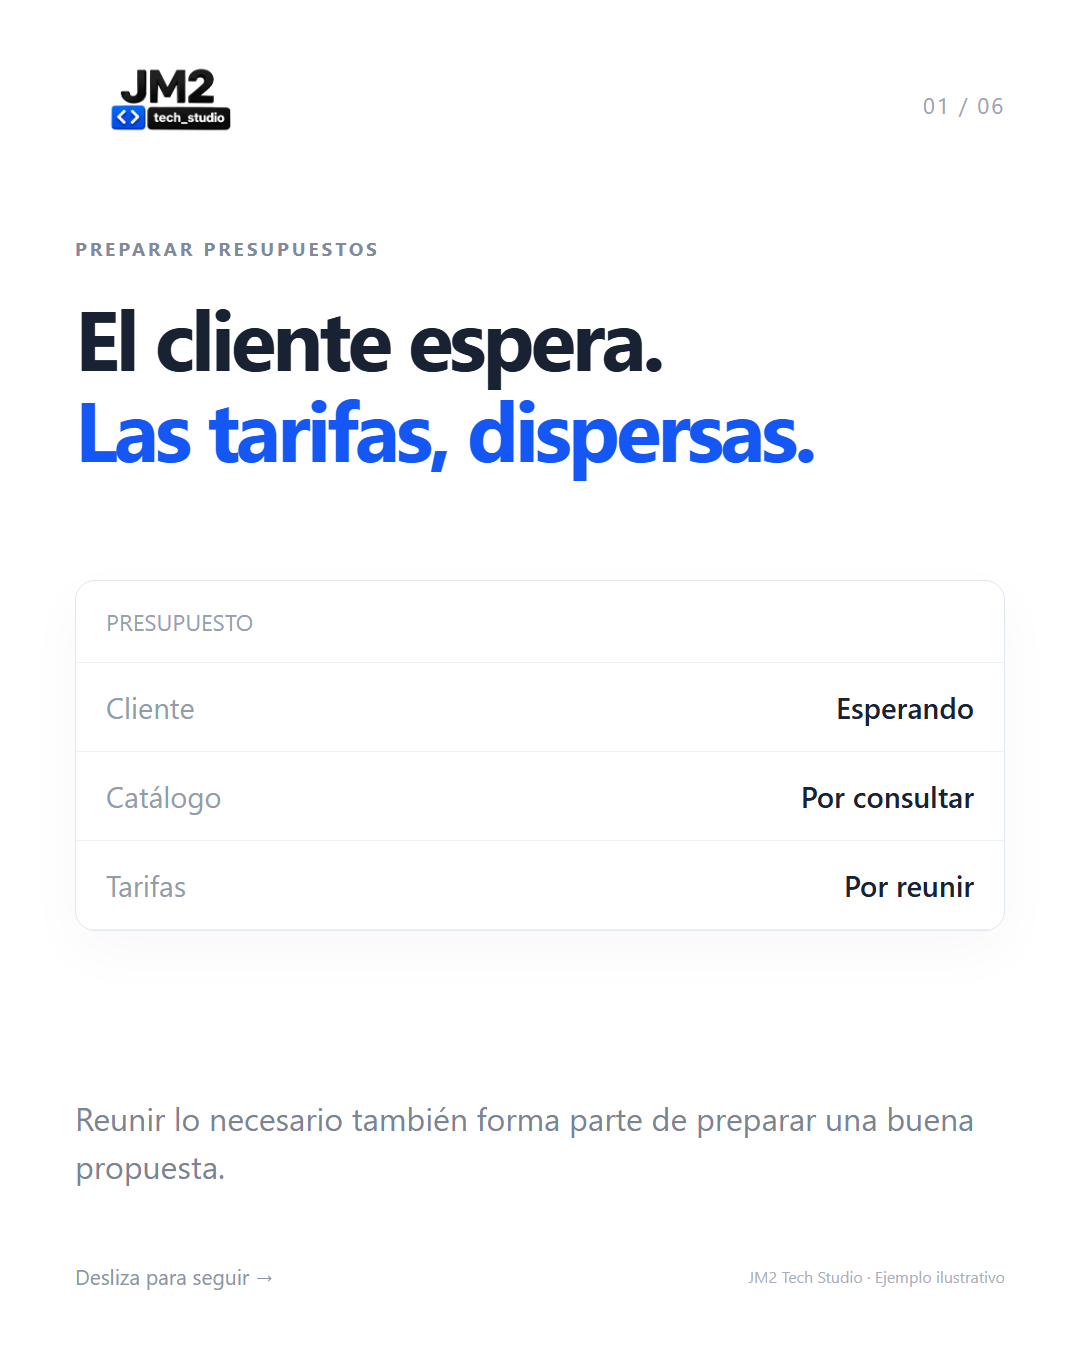 JM2
<> tech_studio
01 / 06
PREPARAR PRESUPUESTOS
El cliente espera.
Las tarifas, dispersas.
PRESUPUESTO
Cliente Esperando
Catálogo Por consultar
Tarifas Por reunir
Reunir lo necesario también forma parte de preparar una buena
propuesta.
Desliza para seguir →
JM2 Tech Studio · Ejemplo ilustrativo